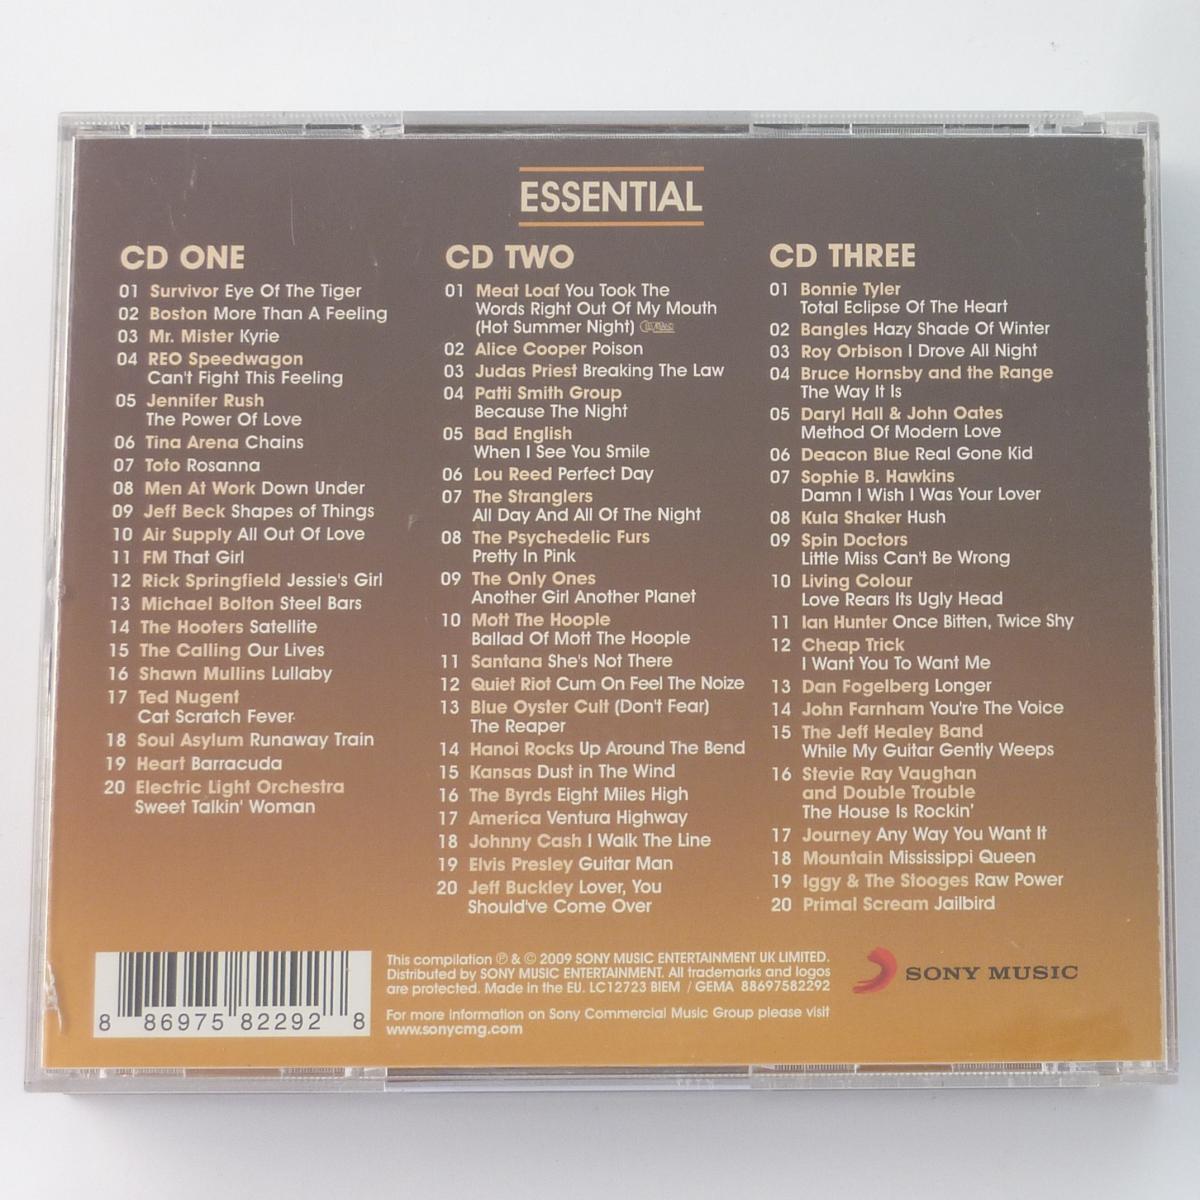 ESSENTIAL
CD ONE
01 Survivor Eye Of The Tiger
02 Boston More Than A Feeling
03 Mr. Mister Kyrie
04 REO Speedwagon
Can't Fight This Feeling
05 Jennifer Rush
The Power Of Love
06 Tina Arena Chains
07 Toto Rosanna
08 Men At Work Down Under
09 Jeff Beck Shapes of Things
10 Air Supply All Out Of Love
11 FM That Girl
12 Rick Springfield Jessie's Girl
13 Michael Bolton Steel Bars
14 The Hooters Satellite
15 The Calling Our Lives
16 Shawn Mullins Lullaby
17 Ted Nugent
Cat Scratch Fever
18 Soul Asylum Runaway Train
19 Heart Barracuda
20 Electric Light Orchestra
Sweet Talkin' Woman
CD TWO
01 Meat Loaf You Took The
Words Right Out Of My Mouth
(Hot Summer Night)
02 Alice Cooper Poison
03 Judas Priest Breaking The Law
04 Patti Smith Group
Because The Night
05 Bad English
When I See You Smile
06 Lou Reed Perfect Day
07 The Stranglers
All Day And All Of The Night
08 The Psychedelic Furs
Pretty In Pink
09 The Only Ones
Another Girl Another Planet
10 Mott The Hoople
Ballad Of Mott The Hoople
11 Santana She's Not There
12 Quiet Riot Cum On Feel The Noize
13 Blue Oyster Cult (Don't Fear)
The Reaper
14 Hanoi Rocks Up Around The Bend
15 Kansas Dust in The Wind
16 The Byrds Eight Miles High
17 America Ventura Highway
18 Johnny Cash I Walk The Line
19 Elvis Presley Guitar Man
20 Jeff Buckley Lover, You
Should've Come Over
CD THREE
01 Bonnie Tyler
Total Eclipse Of The Heart
02 Bangles Hazy Shade Of Winter
03 Roy Orbison I Drove All Night
04 Bruce Hornsby and the Range
The Way It Is
05 Daryl Hall & John Oates
Method Of Modern Love
06 Deacon Blue Real Gone Kid
07 Sophie B. Hawkins
Damn I Wish I Was Your Lover
08 Kula Shaker Hush
09 Spin Doctors
Little Miss Can't Be Wrong
10 Living Colour
Love Rears Its Ugly Head
11 Ian Hunter Once Bitten, Twice Shy
12 Cheap Trick
I Want You To Want Me
13 Dan Fogelberg Longer
14 John Farnham You're The Voice
15 The Jeff Healey Band
While My Guitar Gently Weeps
16 Stevie Ray Vaughan
and Double Trouble
The House Is Rockin'
17 Journey Any Way You Want It
18 Mountain Mississippi Queen
19 Iggy & The Stooges Raw Power
20 Primal Scream Jailbird
8 86975 82292 8
This compilation ℗ & © 2009 SONY MUSIC ENTERTAINMENT UK LIMITED.
Distributed by SONY MUSIC ENTERTAINMENT. All trademarks and logos
are protected. Made in the EU. LC12723 BIEM / GEMA 88697582292
For more information on Sony Commercial Music Group please visit
www.sonycmg.com
SONY MUSIC